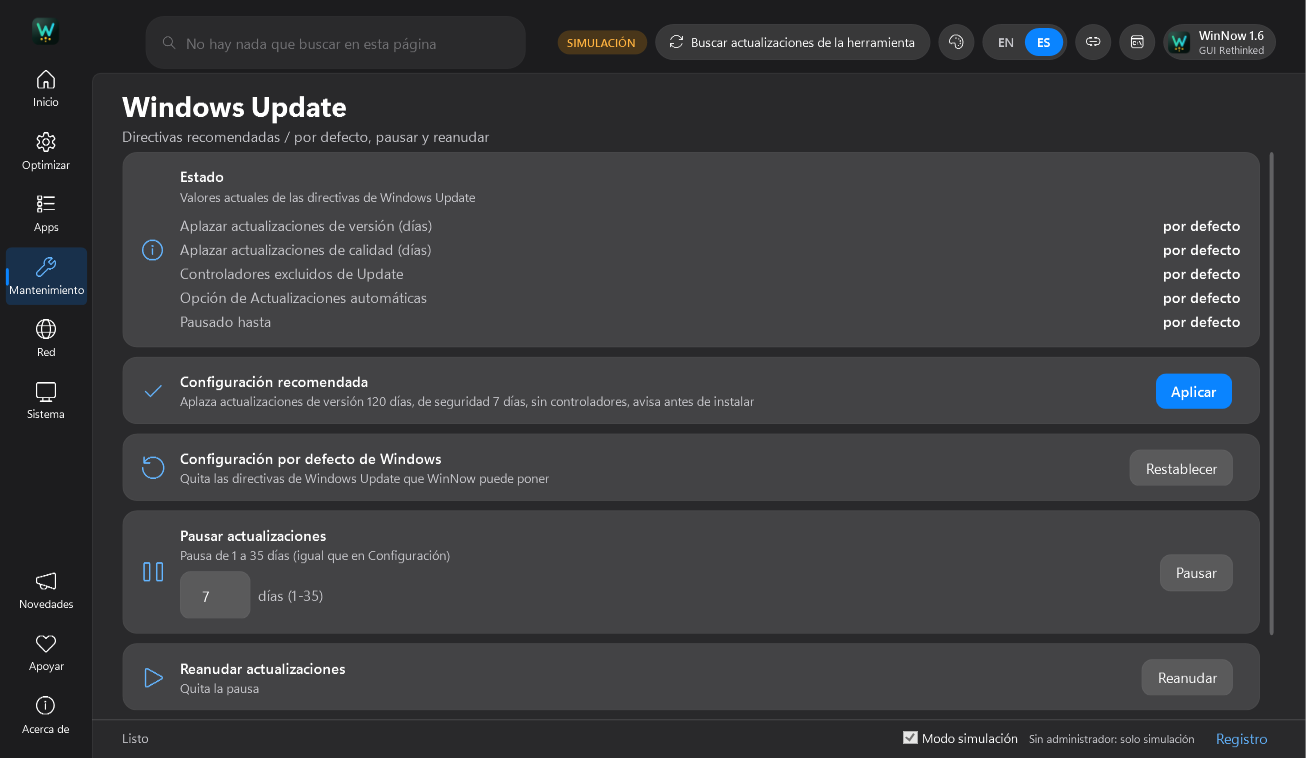 No hay nada que buscar en esta página
SIMULACIÓN
Buscar actualizaciones de la herramienta
EN
ES
WinNow 1.6
GUI Rethinked
Inicio
Optimizar
Apps
Mantenimiento
Red
Sistema
Novedades
Apoyar
Acerca de
Windows Update
Directivas recomendadas / por defecto, pausar y reanudar
Estado
Valores actuales de las directivas de Windows Update
Aplazar actualizaciones de versión (días) por defecto
Aplazar actualizaciones de calidad (días) por defecto
Controladores excluidos de Update por defecto
Opción de Actualizaciones automáticas por defecto
Pausado hasta por defecto
Configuración recomendada
Aplaza actualizaciones de versión 120 días, de seguridad 7 días, sin controladores, avisa antes de instalar
Aplicar
Configuración por defecto de Windows
Quita las directivas de Windows Update que WinNow puede poner
Restablecer
Pausar actualizaciones
Pausa de 1 a 35 días (igual que en Configuración)
7 días (1-35)
Pausar
Reanudar actualizaciones
Quita la pausa
Reanudar
Listo
Modo simulación
Sin administrador: solo simulación
Registro